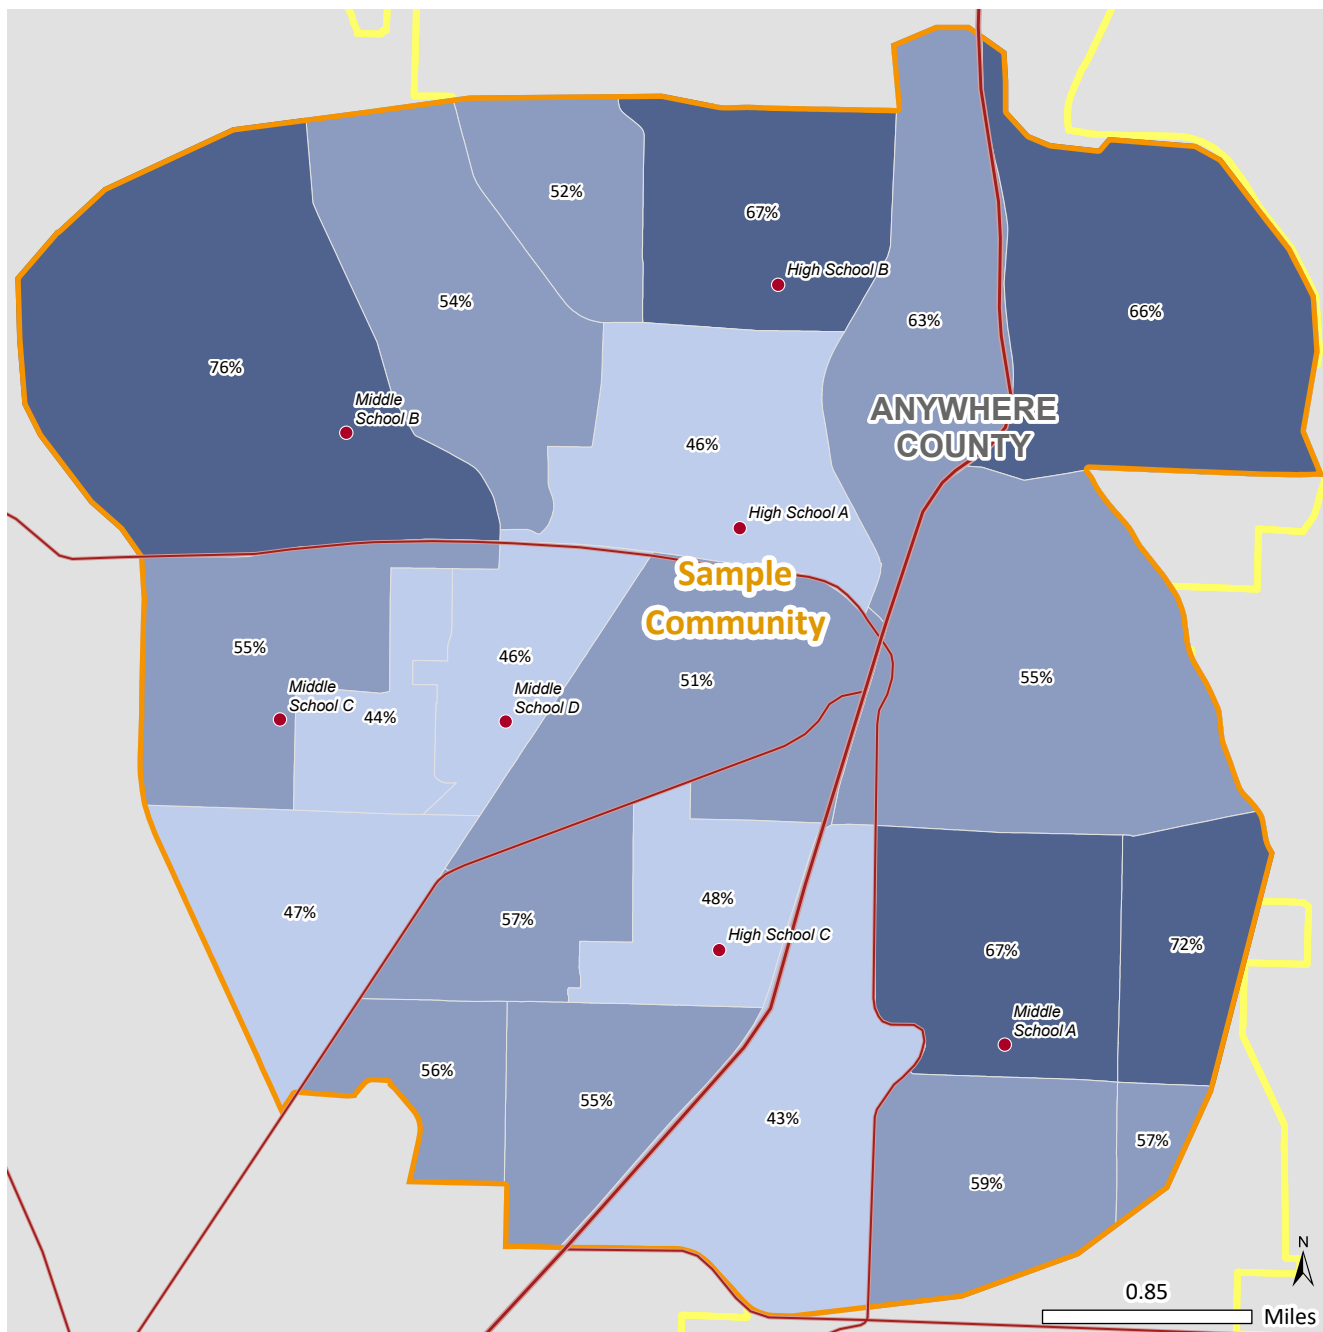 52%
67%
High School B
54%
63%
66%
76%
Middle
School B
ANYWHERE
COUNTY
46%
High School A
Sample
Community
55%
46%
51%
55%
Middle
School C
44%
Middle
School D
47%
57%
48%
High School C
67%
72%
Middle
School A
56%
55%
43%
57%
59%
N
0.85
Miles